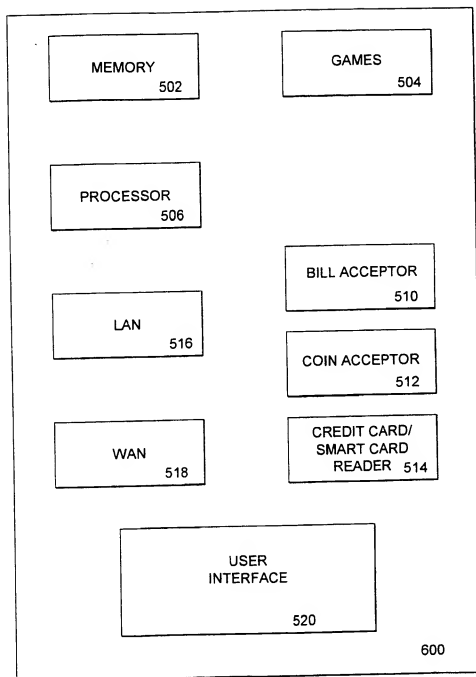 MEMORY
502
GAMES
504
PROCESSOR
506
BILL ACCEPTOR
510
LAN
516
COIN ACCEPTOR
512
WAN
518
CREDIT CARD/
SMART CARD
READER 514
USER
INTERFACE
520
600